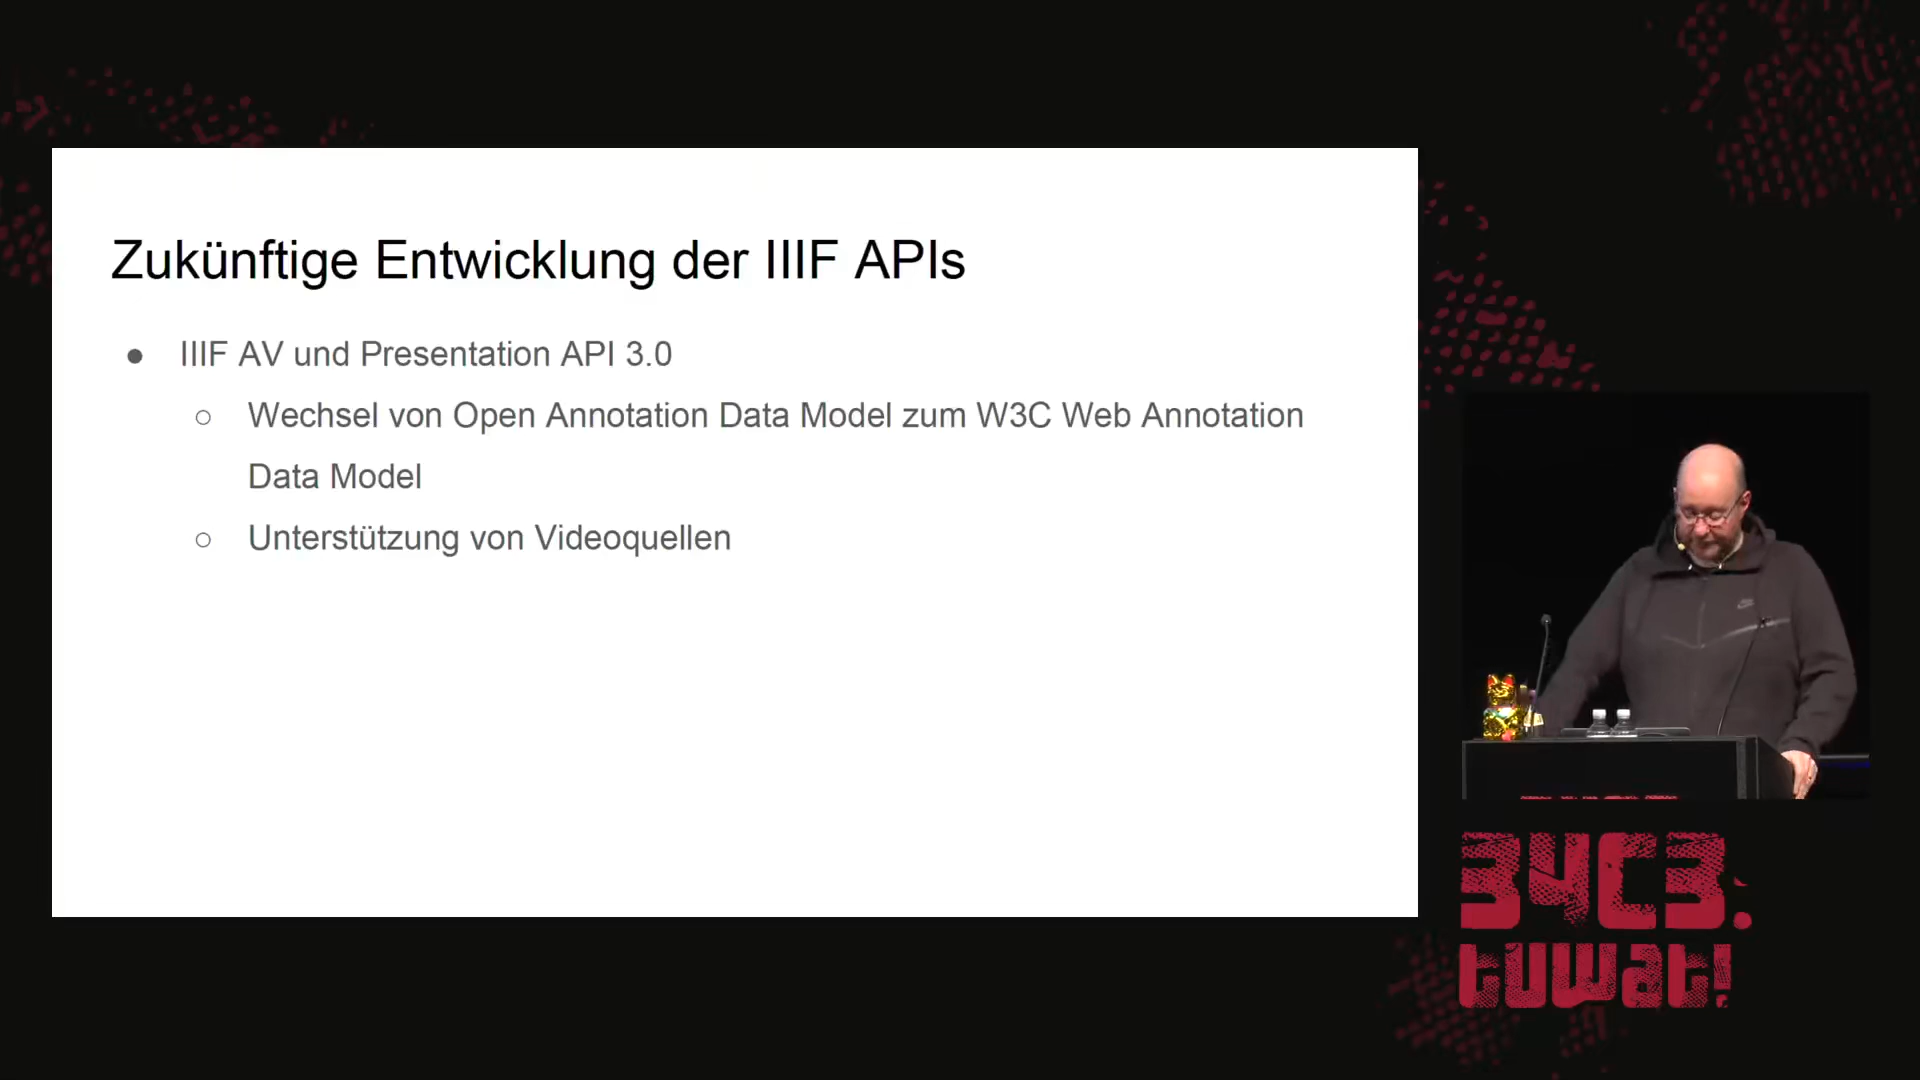 Zukünftige Entwicklung der IIIF APIs
● IIIF AV und Presentation API 3.0
○ Wechsel von Open Annotation Data Model zum W3C Web Annotation
Data Model
○ Unterstützung von Videoquellen
34C3.
tuwat!